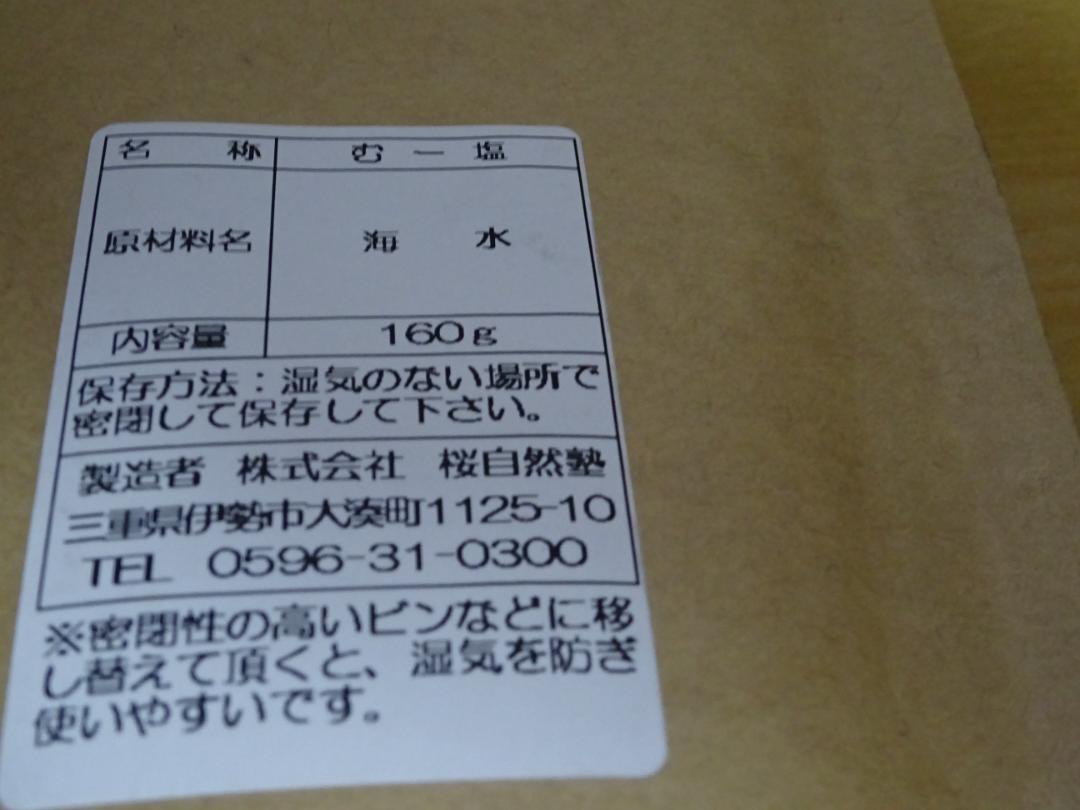 名称 むー塩
原材料名 海水
内容量 160g
保存方法：湿気のない場所で
密閉して保存して下さい。
製造者 株式会社 桜自然塾
三重県伊勢市大湊町1125-10
TEL 0596-31-0300
※密閉性の高いビンなどに移
し替えて頂くと、湿気を防ぎ
使いやすいです。